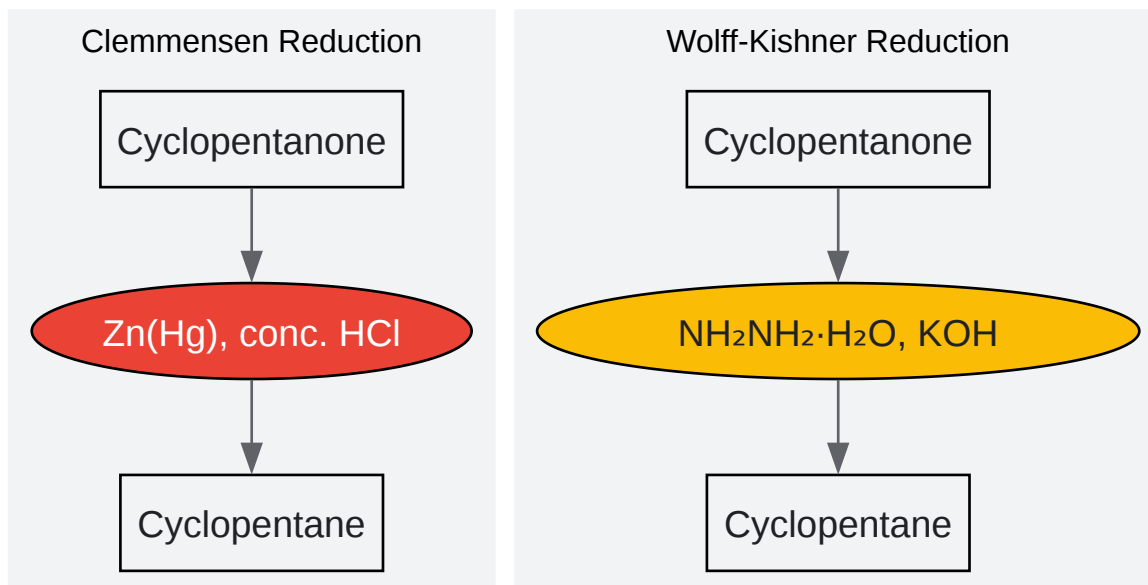 Clemmensen Reduction
Cyclopentanone
Zn(Hg), conc. HCl
Cyclopentane
Wolff-Kishner Reduction
Cyclopentanone
NH₂NH₂·H₂O, KOH
Cyclopentane